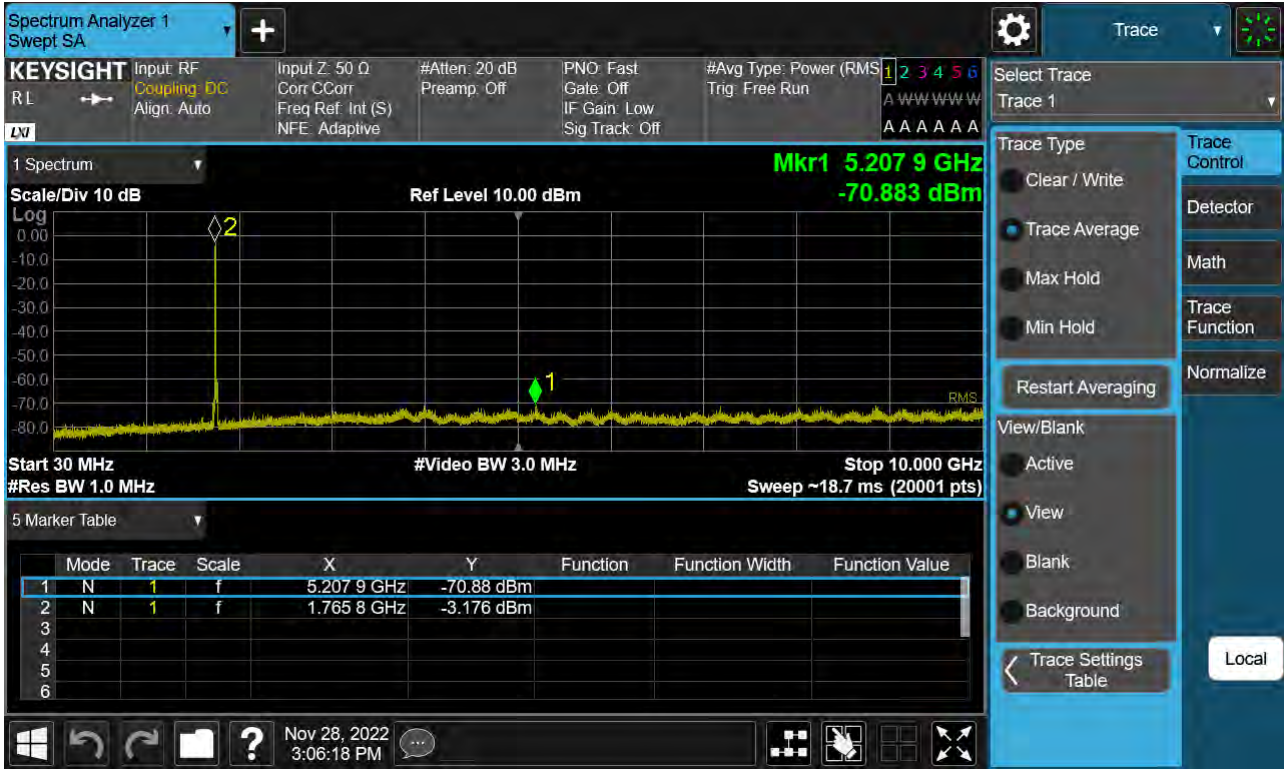 Spectrum Analyzer 1
Swept SA
Trace
KEYSIGHT
R L
LXI
Input: RF
Coupling: DC
Align: Auto
Input Z: 50 Ω
Corr CCorr
Freq Ref: Int (S)
NFE: Adaptive
#Atten: 20 dB
Preamp: Off
PNO: Fast
Gate: Off
IF Gain: Low
Sig Track: Off
#Avg Type: Power (RMS
Trig: Free Run
1 2 3 4 5 6
A W W W W W
A A A A A A
Select Trace
Trace 1
1 Spectrum
Mkr1 5.207 9 GHz
Scale/Div 10 dB
Ref Level 10.00 dBm
-70.883 dBm
Log
0.00
-10.0
-20.0
-30.0
-40.0
-50.0
-60.0
-70.0
-80.0
2
1
RMS
Start 30 MHz
#Video BW 3.0 MHz
Stop 10.000 GHz
#Res BW 1.0 MHz
Sweep ~18.7 ms (20001 pts)
5 Marker Table
Mode Trace Scale X Y Function Function Width Function Value
1 N 1 f 5.207 9 GHz -70.88 dBm
2 N 1 f 1.765 8 GHz -3.176 dBm
3
4
5
6
Trace Type
Clear / Write
Trace Average
Max Hold
Min Hold
Restart Averaging
View/Blank
Active
View
Blank
Background
Trace Settings
Table
Trace
Control
Detector
Math
Trace
Function
Normalize
Local
?
Nov 28, 2022
3:06:18 PM